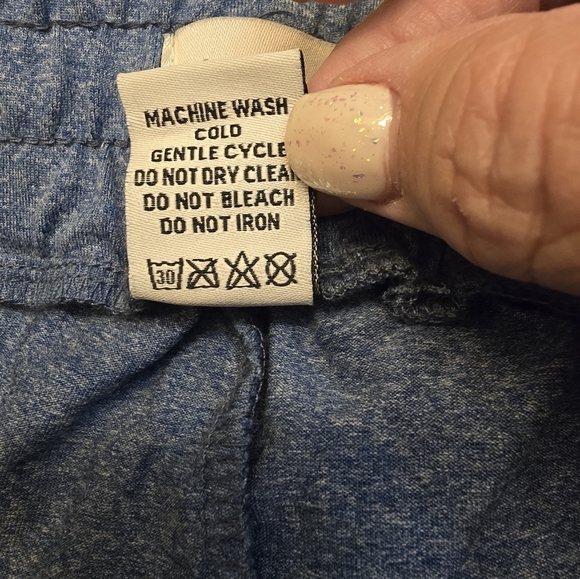 MACHINE WASH
COLD
GENTLE CYCLE
DO NOT DRY CLEAN
DO NOT BLEACH
DO NOT IRON
30